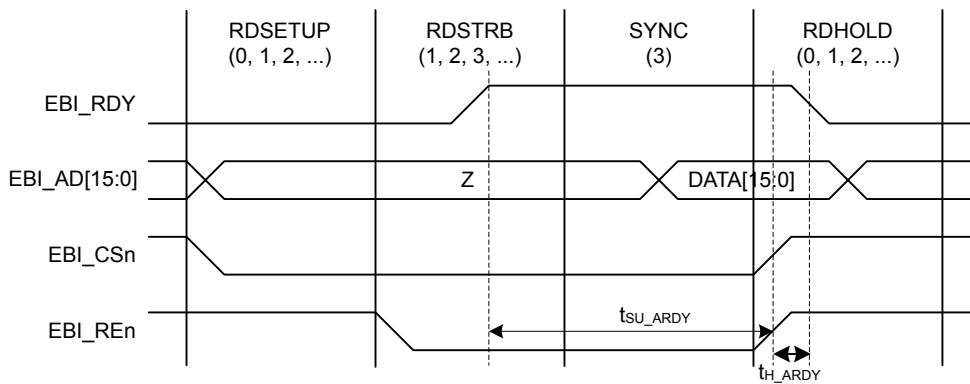 RDSETUP
(0, 1, 2, ...)
RDSTRB
(1, 2, 3, ...)
SYNC
(3)
RDHOLD
(0, 1, 2, ...)
EBI_RDY
EBI_AD[15:0]
Z
DATA[15:0]
EBI_CSn
EBI_REn
tSU_ARDY
tH_ARDY